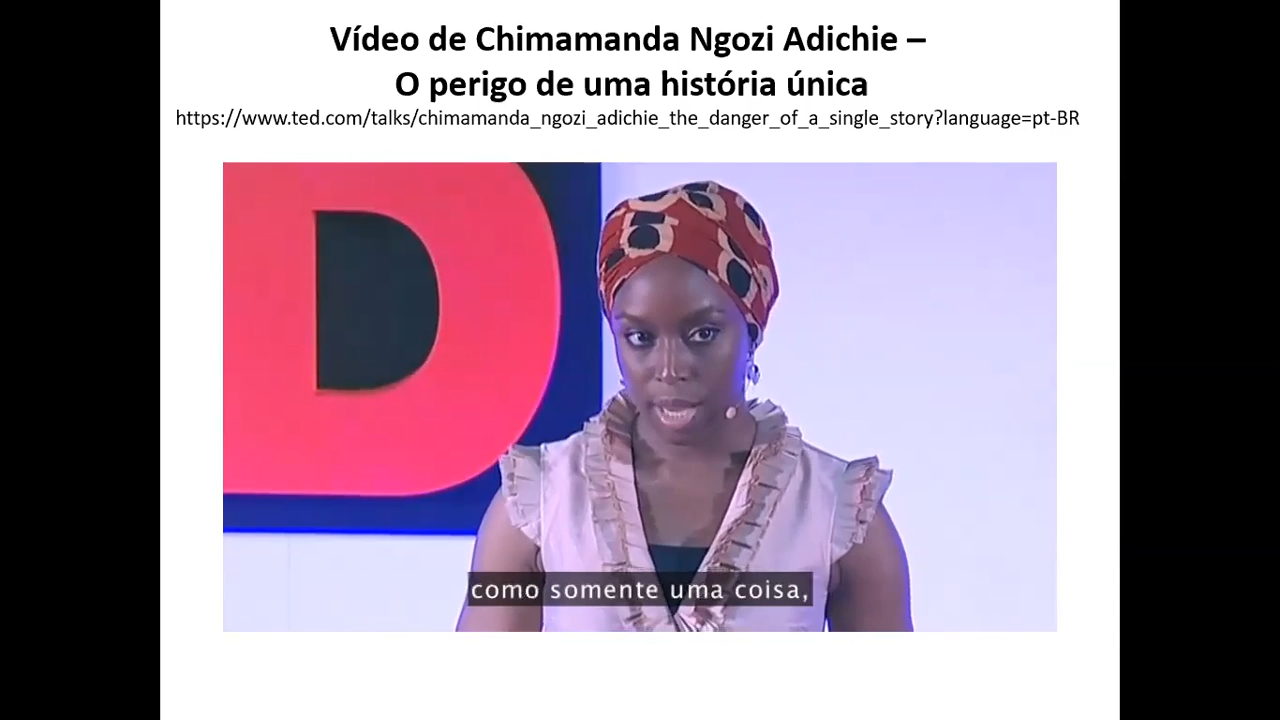 Vídeo de Chimamanda Ngozi Adichie –
O perigo de uma história única
https://www.ted.com/talks/chimamanda_ngozi_adichie_the_danger_of_a_single_story?language=pt-BR
D
como somente uma coisa,